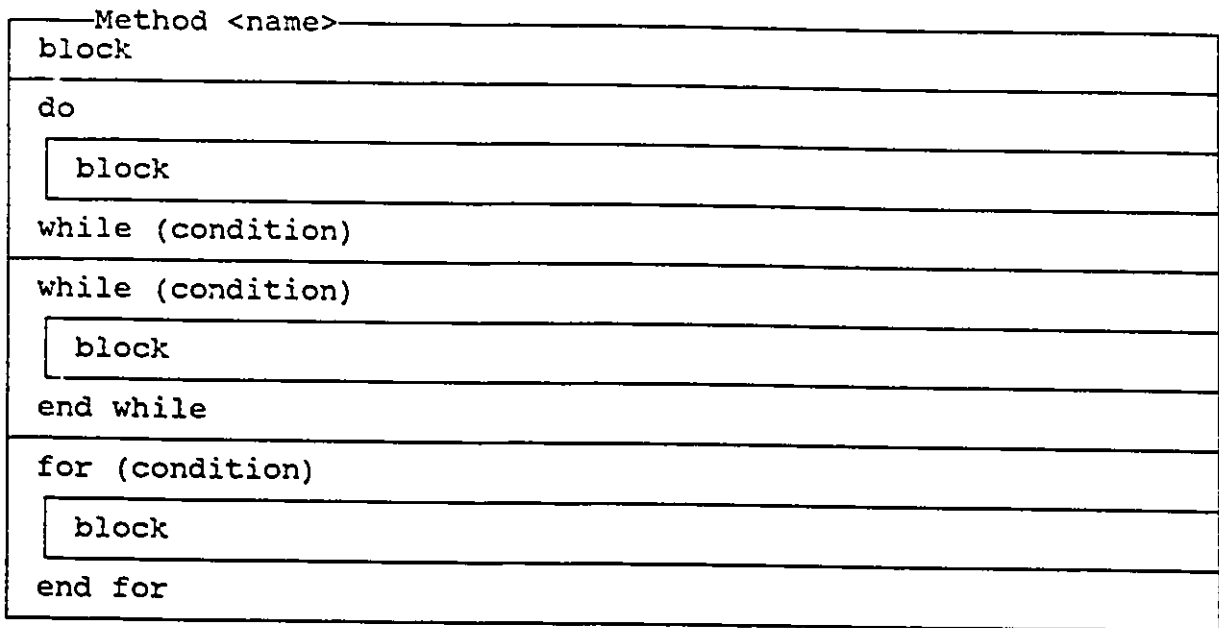 Method <name>
block
do
block
while (condition)
while (condition)
block
end while
for (condition)
block
end for